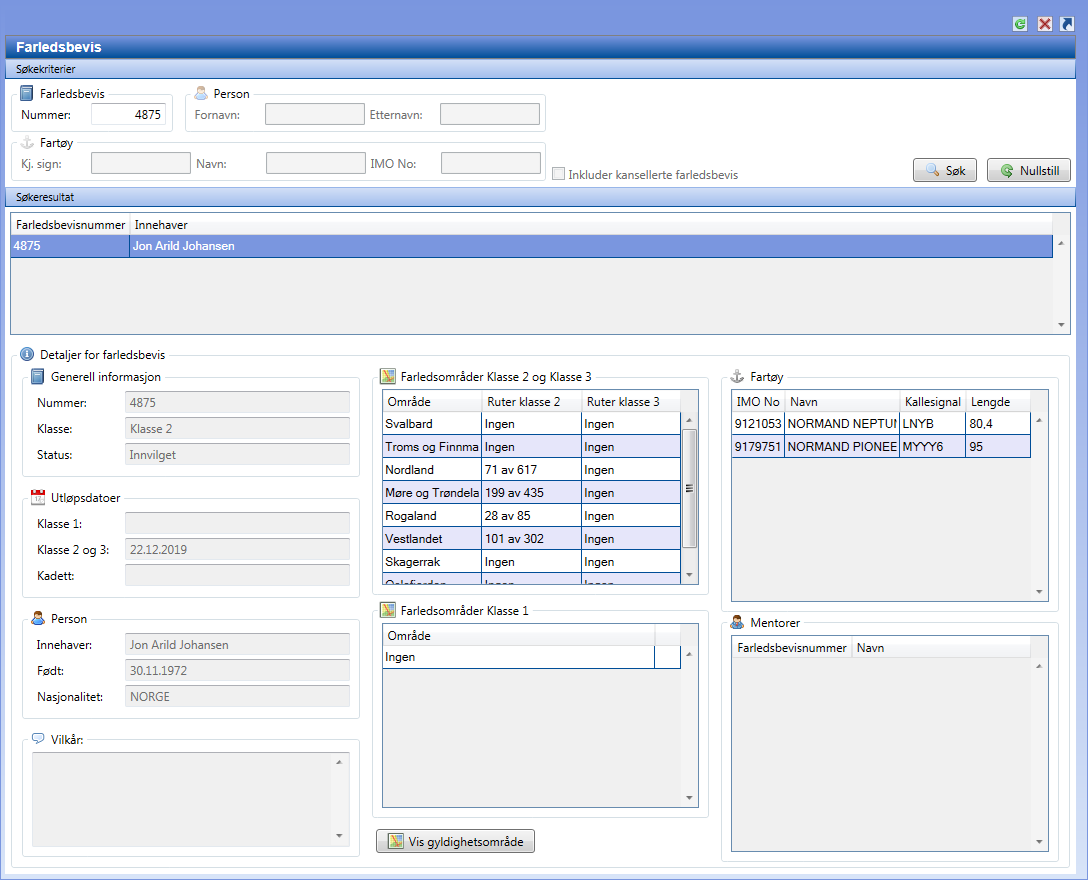 Farledsbevis
Søkekriterier
Farledsbevis
Nummer: 4875
Person
Fornavn: Etternavn:
Fartøy
Kj. sign: Navn: IMO No:
Inkluder kansellerte farledsbevis
Søk Nullstill
Søkeresultat
Farledsbevisnummer Innehaver
4875 Jon Arild Johansen
Detaljer for farledsbevis
Generell informasjon
Nummer: 4875
Klasse: Klasse 2
Status: Innvilget
Utløpsdatoer
Klasse 1:
Klasse 2 og 3: 22.12.2019
Kadett:
Person
Innehaver: Jon Arild Johansen
Født: 30.11.1972
Nasjonalitet: NORGE
Vilkår:
Farledsområder Klasse 2 og Klasse 3
Område Ruter klasse 2 Ruter klasse 3
Svalbard Ingen Ingen
Troms og Finnma Ingen Ingen
Nordland 71 av 617 Ingen
Møre og Trøndela 199 av 435 Ingen
Rogaland 28 av 85 Ingen
Vestlandet 101 av 302 Ingen
Skagerrak Ingen Ingen
Oslofjorden Ingen Ingen
Farledsområder Klasse 1
Område
Ingen
Vis gyldighetsområde
Fartøy
IMO No Navn Kallesignal Lengde
9121053 NORMAND NEPTUN LNYB 80,4
9179751 NORMAND PIONEE MYYY6 95
Mentorer
Farledsbevisnummer Navn